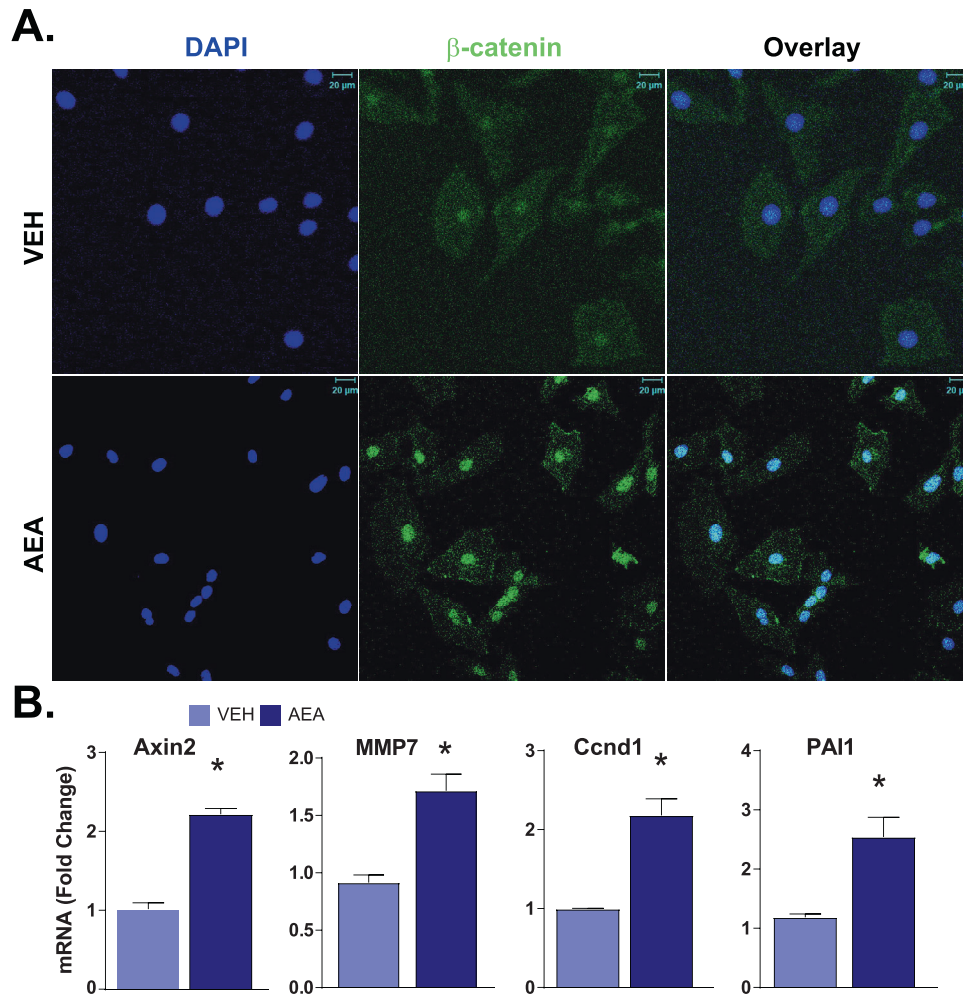 A.
DAPI β-catenin Overlay
VEH
20 µm 20 µm 20 µm
AEA
20 µm 20 µm 20 µm
B.
VEH AEA
Axin2 MMP7 Ccnd1 PAI1
mRNA (Fold Change)
3
2
1
0
*
2.0
1.5
1.0
0.5
0.0
*
3
2
1
0
*
4
3
2
1
0
*